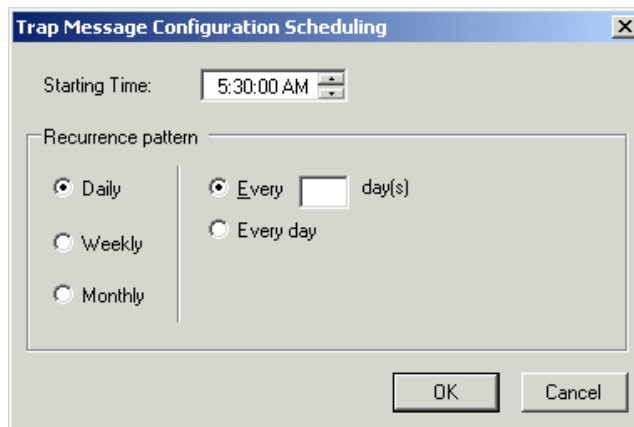 Trap Message Configuration Scheduling
Starting Time: 5:30:00 AM
Recurrence pattern
Daily
Every day(s)
Every day
Weekly
Monthly
OK Cancel